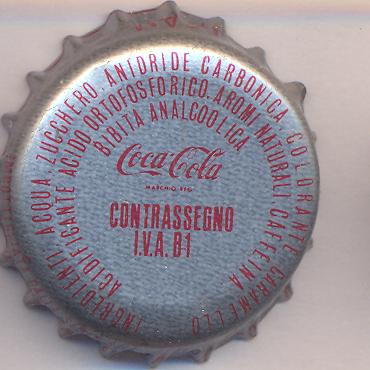 INGREDIENTI: ACQUA, ZUCCHERO ANIDRIDE CARBONICA, COLORANTE CARAMELLO
ACIDIFICANTE ACIDO ORTOFOSFORICO, AROMI NATURALI, CAFFEINA
BIBITA ANALCOOLICA
Coca-Cola
MARCHIO REG
CONTRASSEGNO
I.V.A. B1